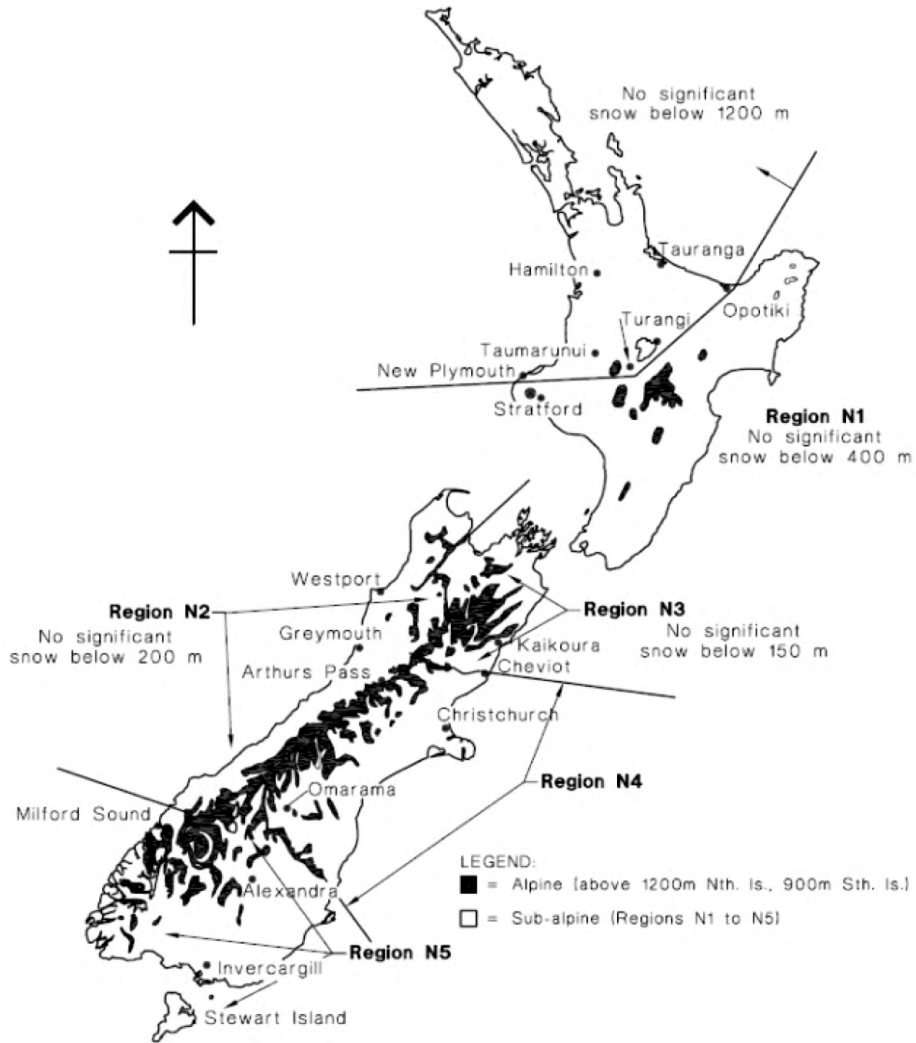 No significant
snow below 1200 m
Tauranga
Hamilton
Opotiki
Turangi
Taumarunui
New Plymouth
Stratford
Region N1
No significant
snow below 400 m
Westport
Region N2
No significant
snow below 200 m
Greymouth
Arthurs Pass
Region N3
No significant
snow below 150 m
Kaikoura
Cheviot
Christchurch
Region N4
Omarama
Milford Sound
LEGEND:
= Alpine (above 1200m Nth. Is., 900m Sth. Is.)
= Sub-alpine (Regions N1 to N5)
Alexandra
Region N5
Invercargill
Stewart Island